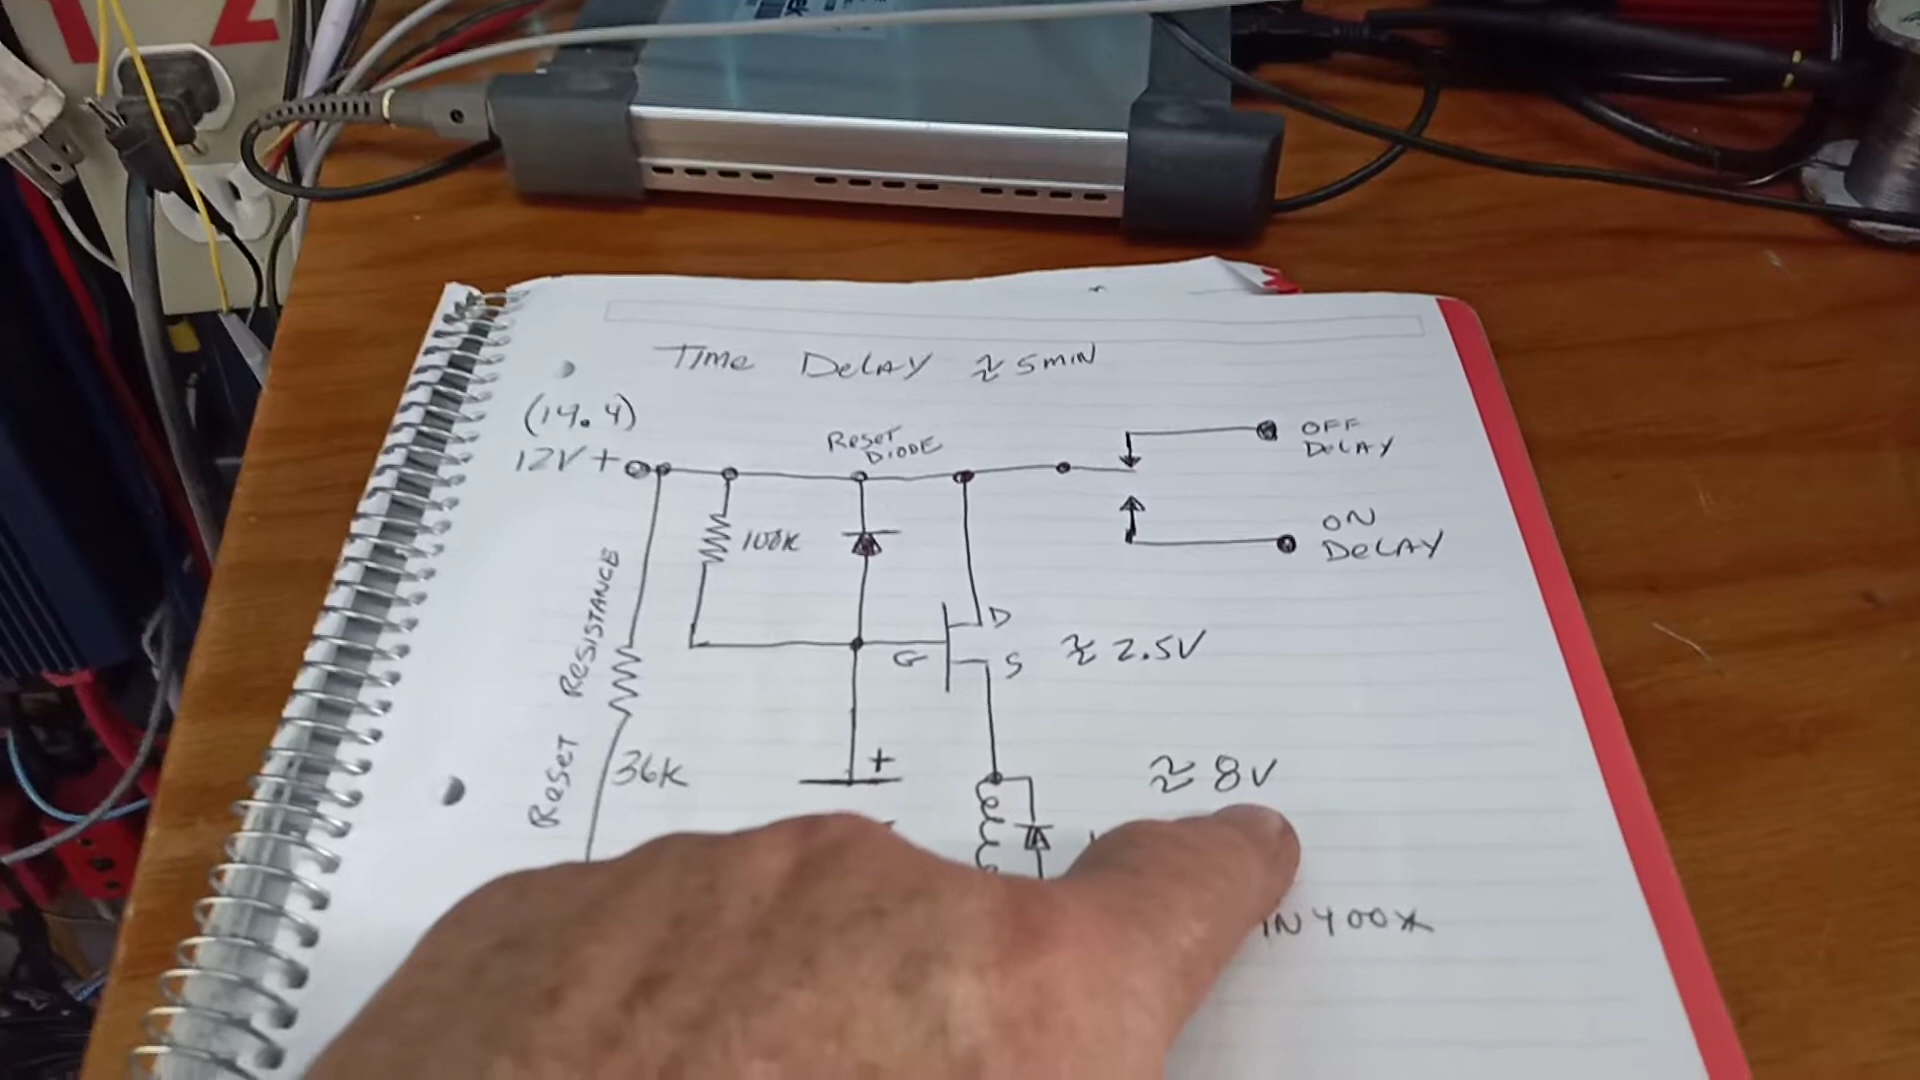 Time Delay ≈ 5min
(14.4)
12V +
Reset
Diode
OFF
Delay
100K
ON
Delay
Reset Resistance
D
G
S
≈ 2.5V
36K
+
≈ 8V
1N400X